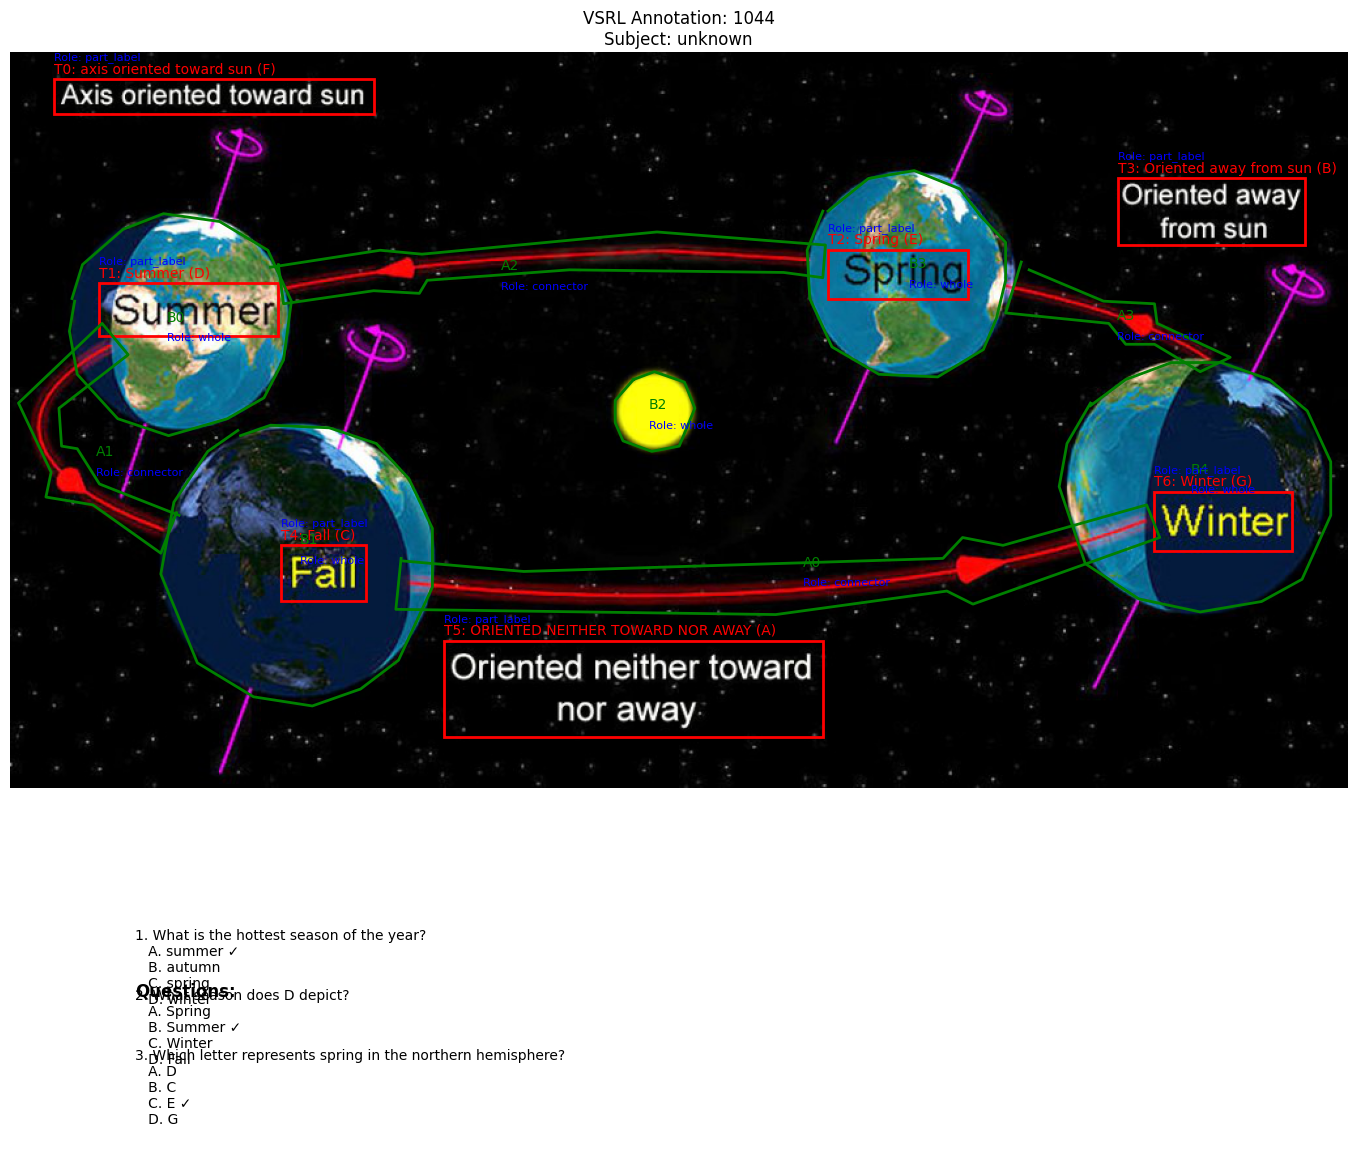 VSRL Annotation: 1044
Subject: unknown
Role: part_label
T0: axis oriented toward sun (F)
Axis oriented toward sun
Role: part_label
T3: Oriented away from sun (B)
Oriented away
from sun
Role: part_label
T2: Spring (E)
Spring
Role: whole
Role: part_label
T1: Summer (D)
Summer
B0
Role: whole
A2
Role: connector
A3
Role: connector
B2
Role: whole
A1
Role: connector
Role: part_label
T6: Winter (G)
Winter
B4
Role: whole
Role: part_label
Fall (C)
Fall
Role: whole
A0
Role: connector
Role: part_label
T5: ORIENTED NEITHER TOWARD NOR AWAY (A)
Oriented neither toward
nor away
Questions:
1. What is the hottest season of the year?
A. summer ✓
B. autumn
C. spring
D. winter
2. What season does D depict?
A. Spring
B. Summer ✓
C. Winter
D. Fall
3. Which letter represents spring in the northern hemisphere?
A. D
B. C
C. E ✓
D. G